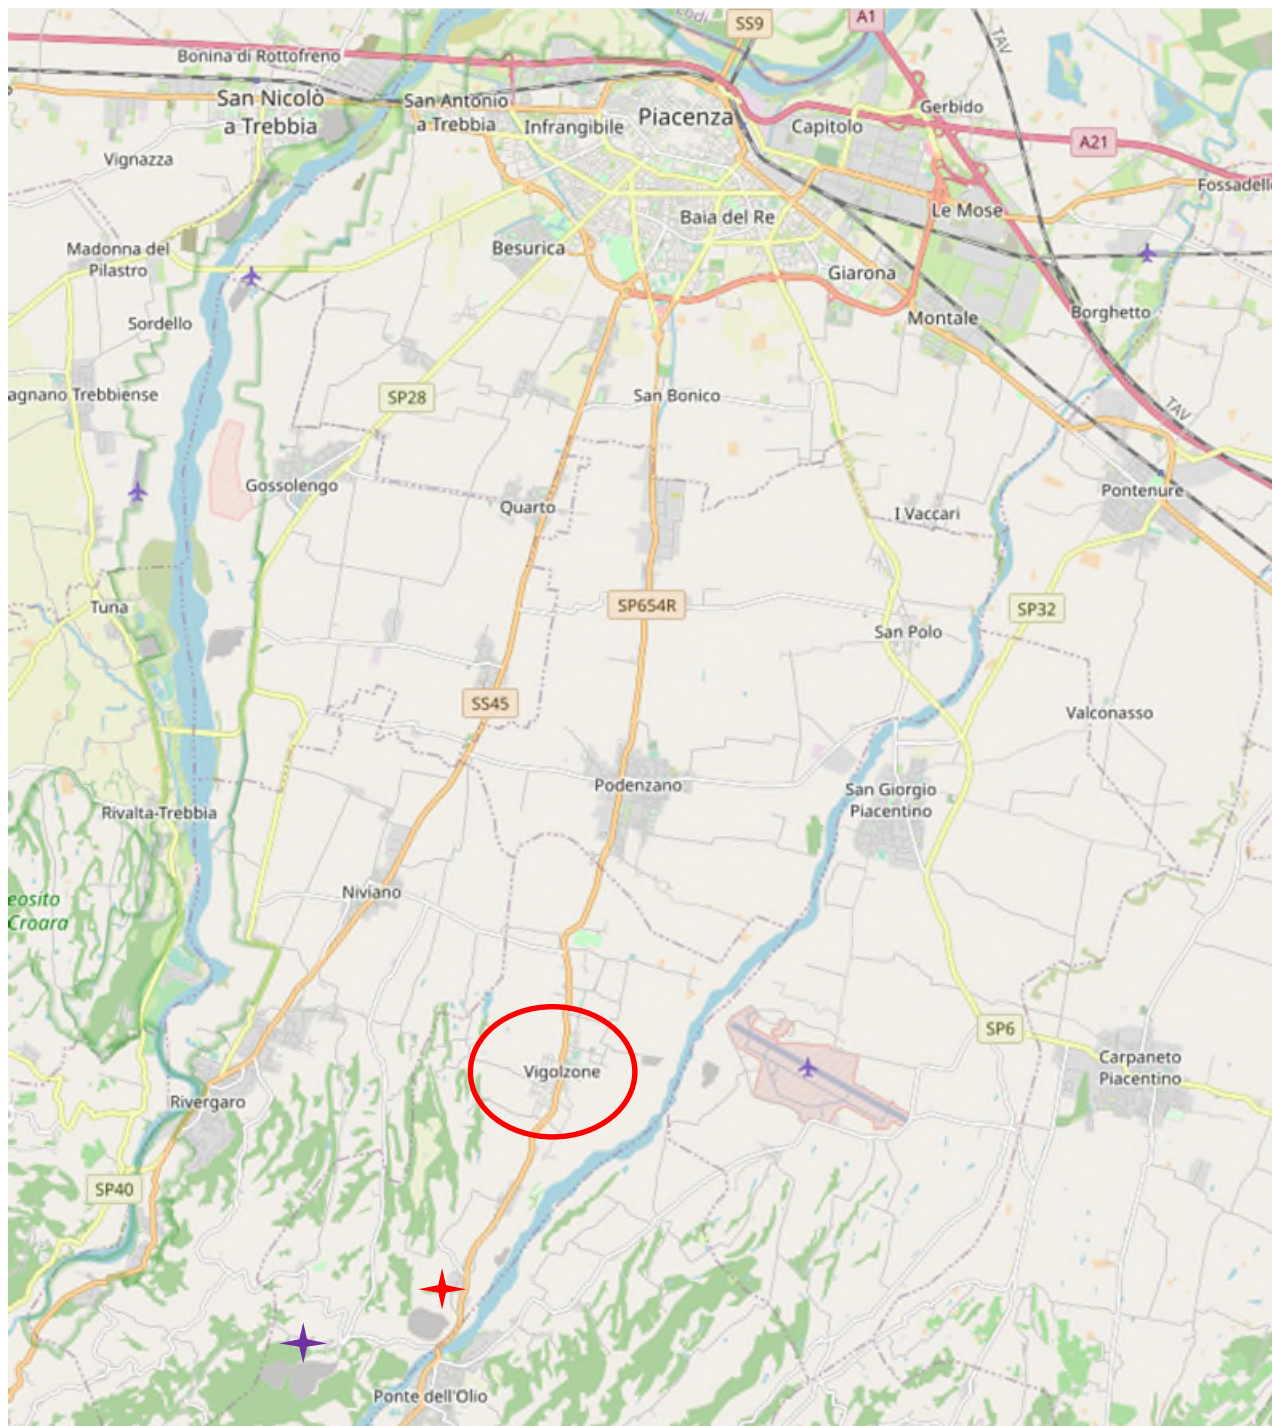 Lodi
SS9
A1
TAV
Bonina di Rottofreno
San Nicolò
a Trebbia
San Antonio
a Trebbia
Infrangibile
Piacenza
Capitolo
Gerbido
A21
Vignazza
Fossadello
Le Mose
Baia del Re
Besurica
Madonna del
Pilastro
Giarona
Sordello
Montale
Borghetto
agnano Trebbiense
SP28
San Bonico
TAV
Gossolengo
Quarto
I Vaccari
Pontenure
Tuna
SP654R
SP32
San Polo
SS45
Valconasso
Podenzano
San Giorgio
Piacentino
Rivalta-Trebbia
Niviano
eosito
Croara
SP6
Carpaneto
Piacentino
Vigolzone
Rivergaro
SP40
Ponte dell'Olio